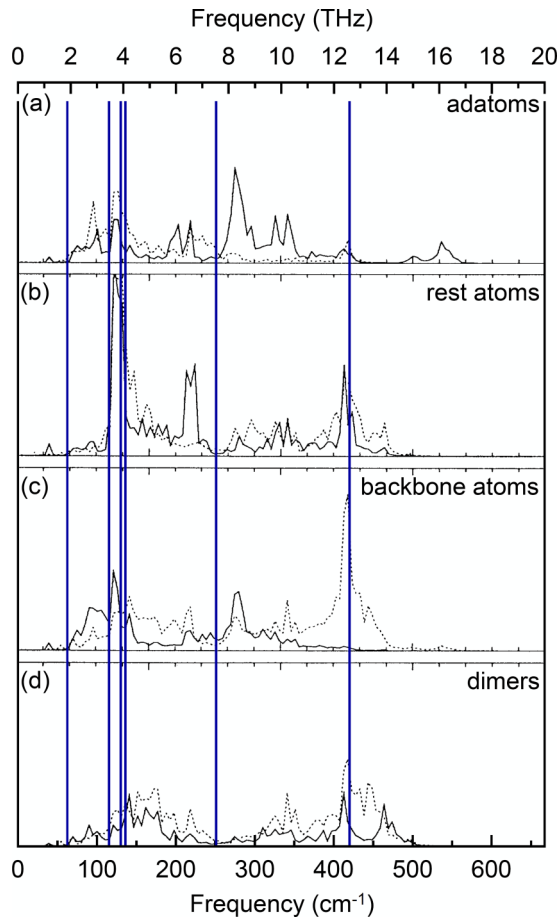 Frequency (THz)
0 2 4 6 8 10 12 14 16 18 20
(a) adatoms
(b) rest atoms
(c) backbone atoms
(d) dimers
0 100 200 300 400 500 600
Frequency (cm⁻¹)